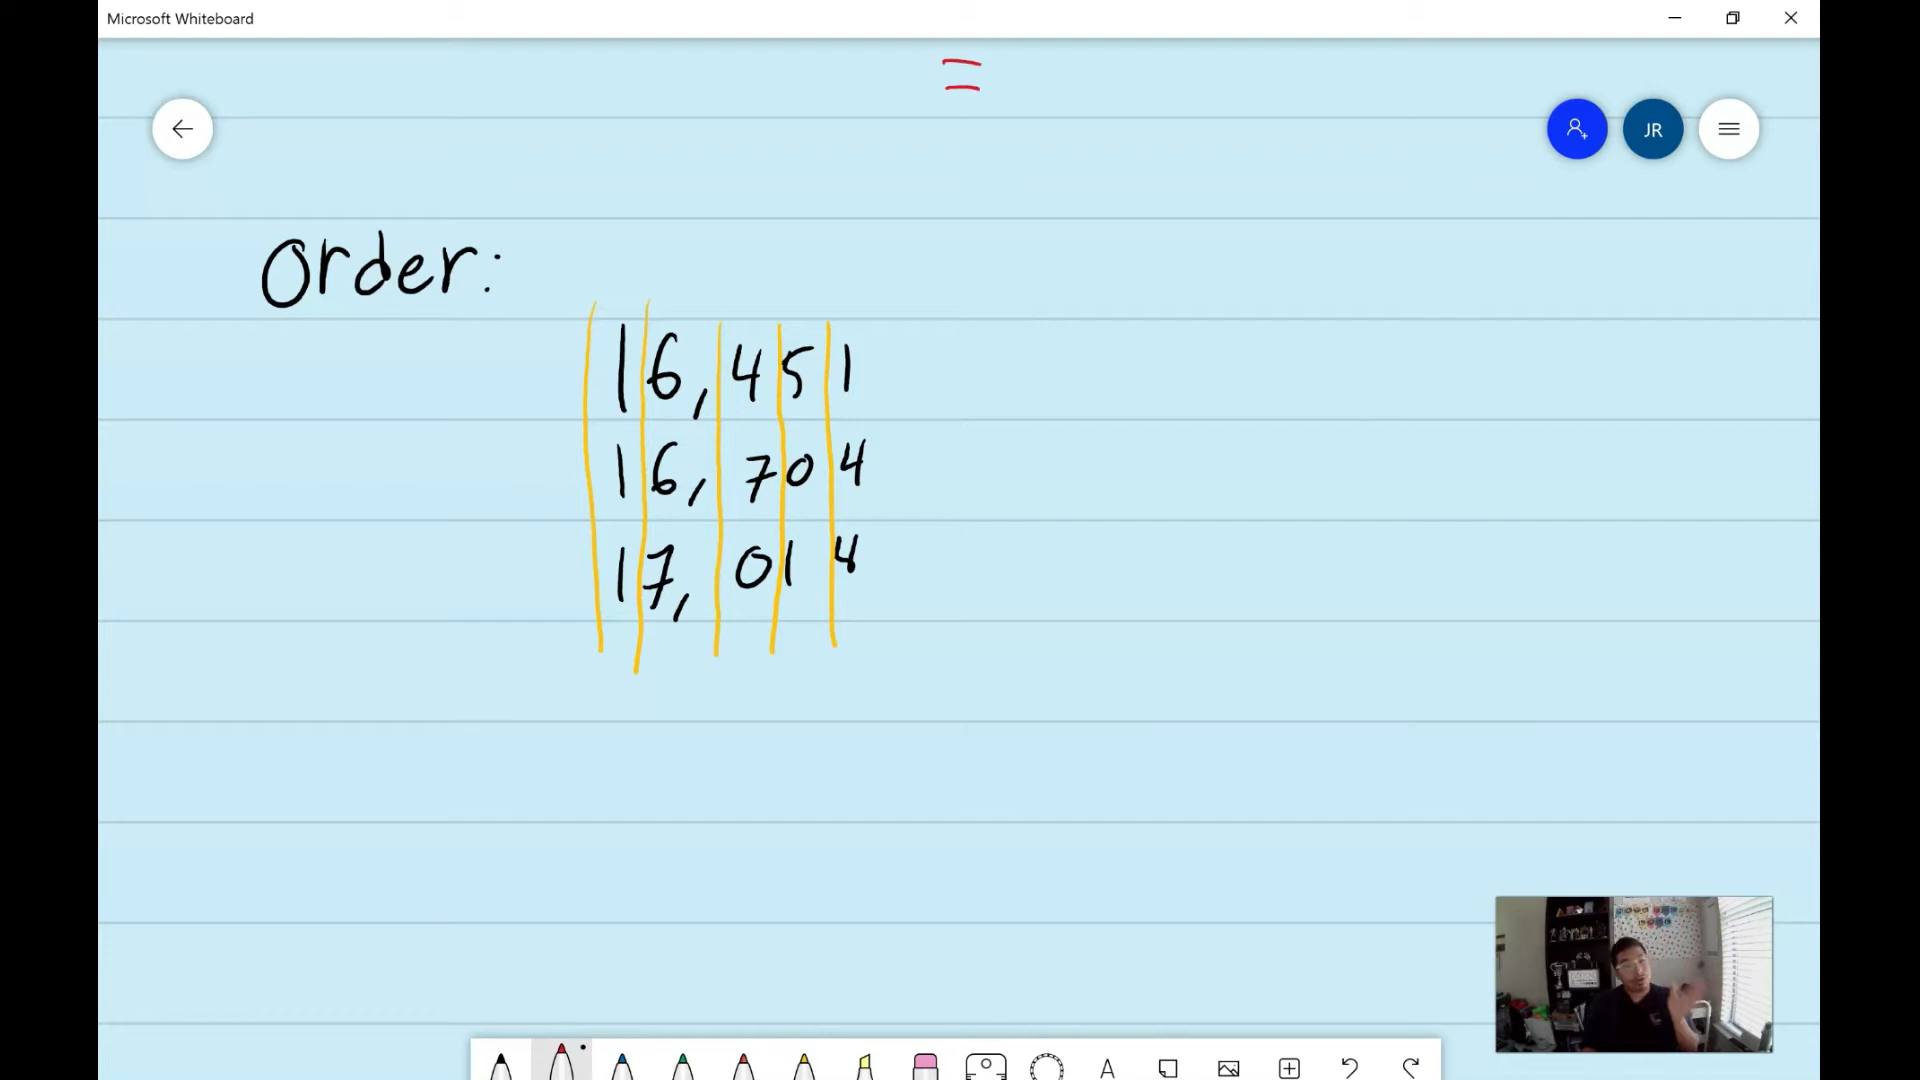 Microsoft Whiteboard
=
JR
Order:
16,451
16,704
17,014
A